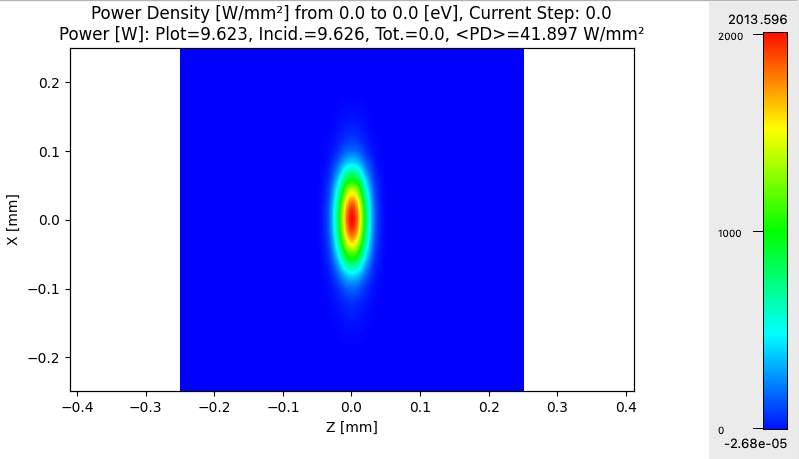 Power Density [W/mm²] from 0.0 to 0.0 [eV], Current Step: 0.0
Power [W]: Plot=9.623, Incid.=9.626, Tot.=0.0, <PD>=41.897 W/mm²
2013.596
2000
1000
0
-2.68e-05
X [mm]
0.2
0.1
0.0
−0.1
−0.2
−0.4 −0.3 −0.2 −0.1 0.0 0.1 0.2 0.3 0.4
Z [mm]